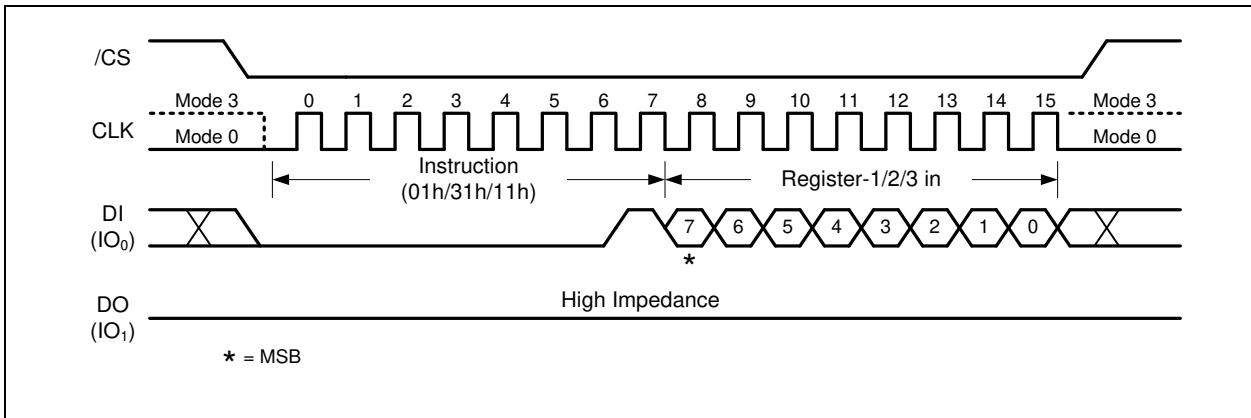 /CS
Mode 3 0 1 2 3 4 5 6 7 8 9 10 11 12 13 14 15 Mode 3
CLK
Mode 0 Mode 0
Instruction
(01h/31h/11h)
Register-1/2/3 in
DI
(IO₀)
7 6 5 4 3 2 1 0
*
High Impedance
DO
(IO₁)
* = MSB